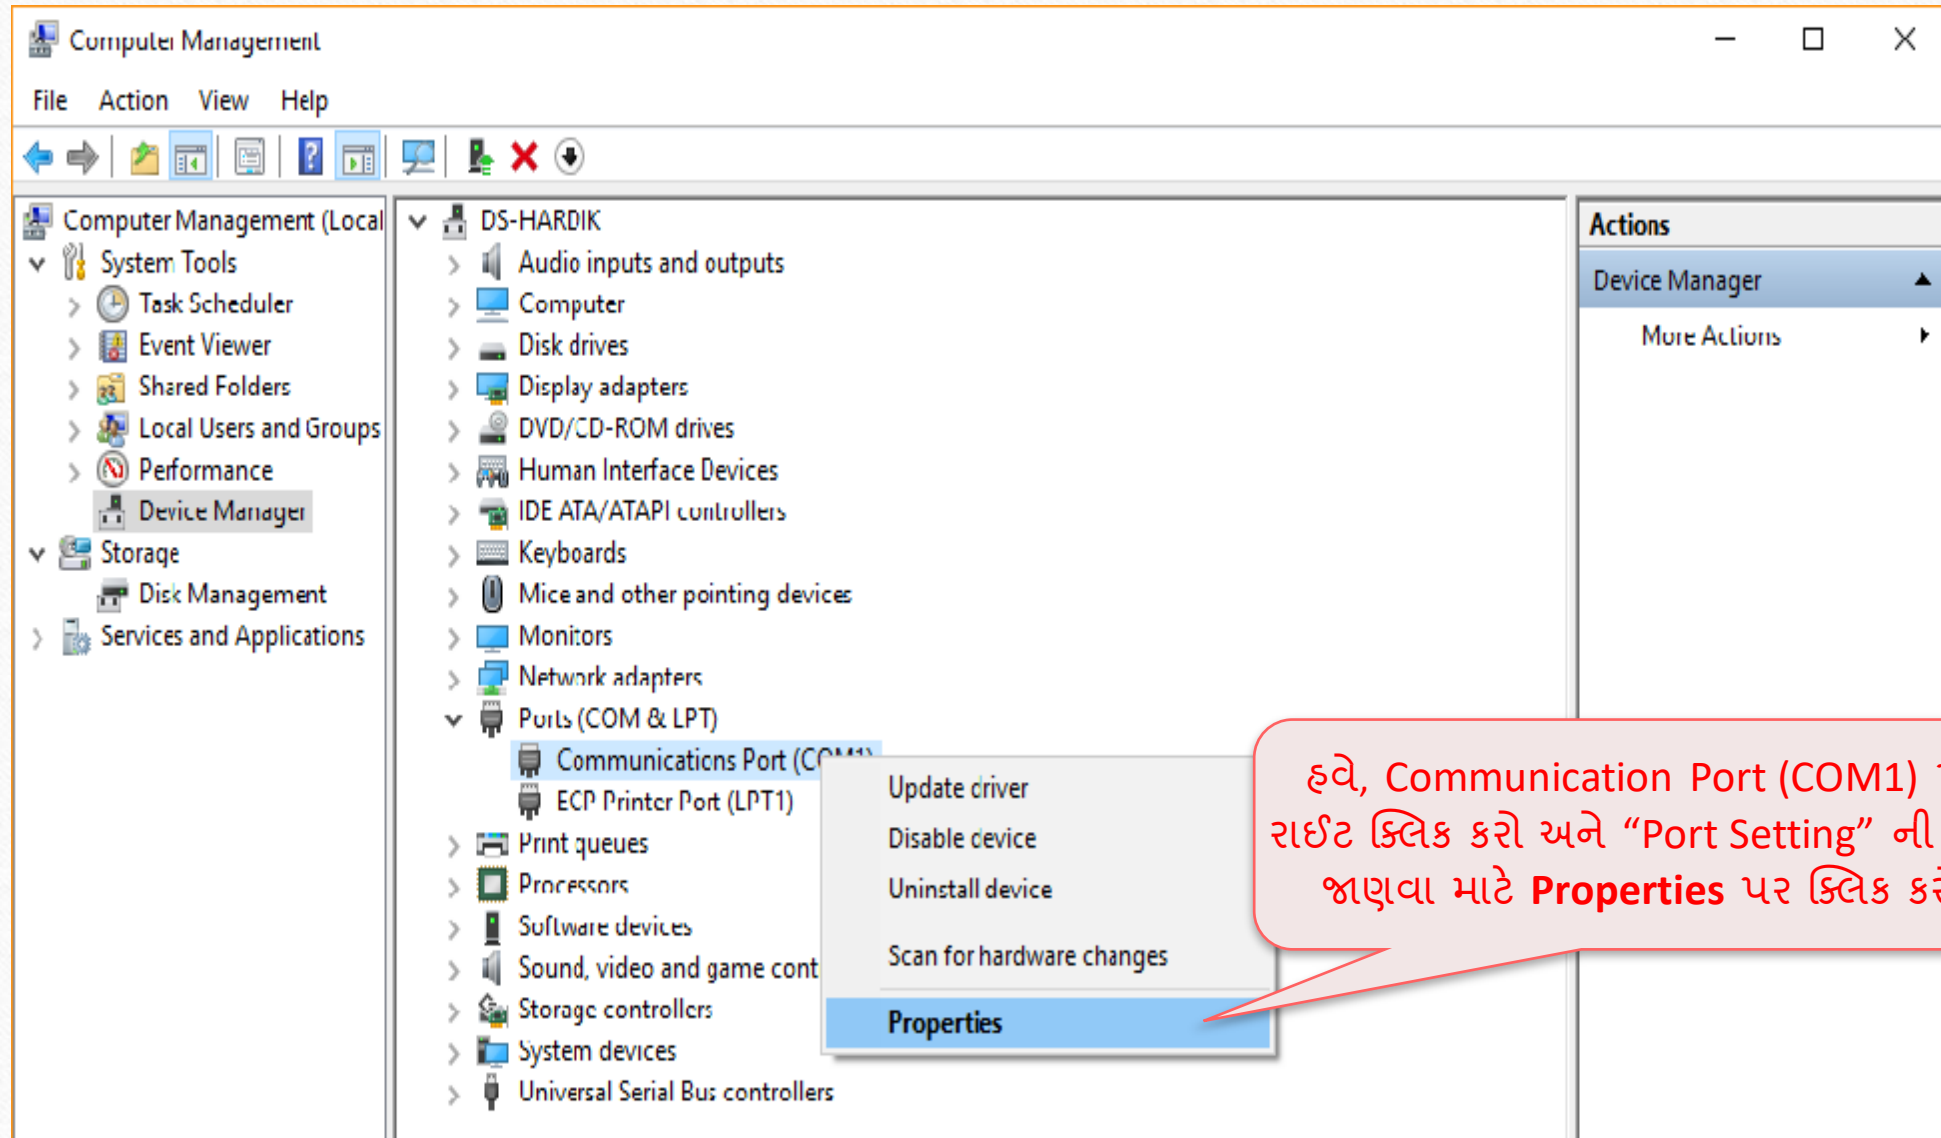 Computer Management
File Action View Help
Computer Management (Local
System Tools
Task Scheduler
Event Viewer
Shared Folders
Local Users and Groups
Performance
Device Manager
Storage
Disk Management
Services and Applications
DS-HARDIK
Audio inputs and outputs
Computer
Disk drives
Display adapters
DVD/CD-ROM drives
Human Interface Devices
IDE ATA/ATAPI controllers
Keyboards
Mice and other pointing devices
Monitors
Network adapters
Ports (COM & LPT)
Communications Port (COM1)
ECP Printer Port (LPT1)
Print queues
Processors
Software devices
Sound, video and game cont
Storage controllers
System devices
Universal Serial Bus controllers
Update driver
Disable device
Uninstall device
Scan for hardware changes
Properties
Actions
Device Manager
More Actions
હવે, Communication Port (COM1)
રાઈટ ક્લિક કરો અને “Port Setting” ની
જાણવા માટે Properties પર ક્લિક